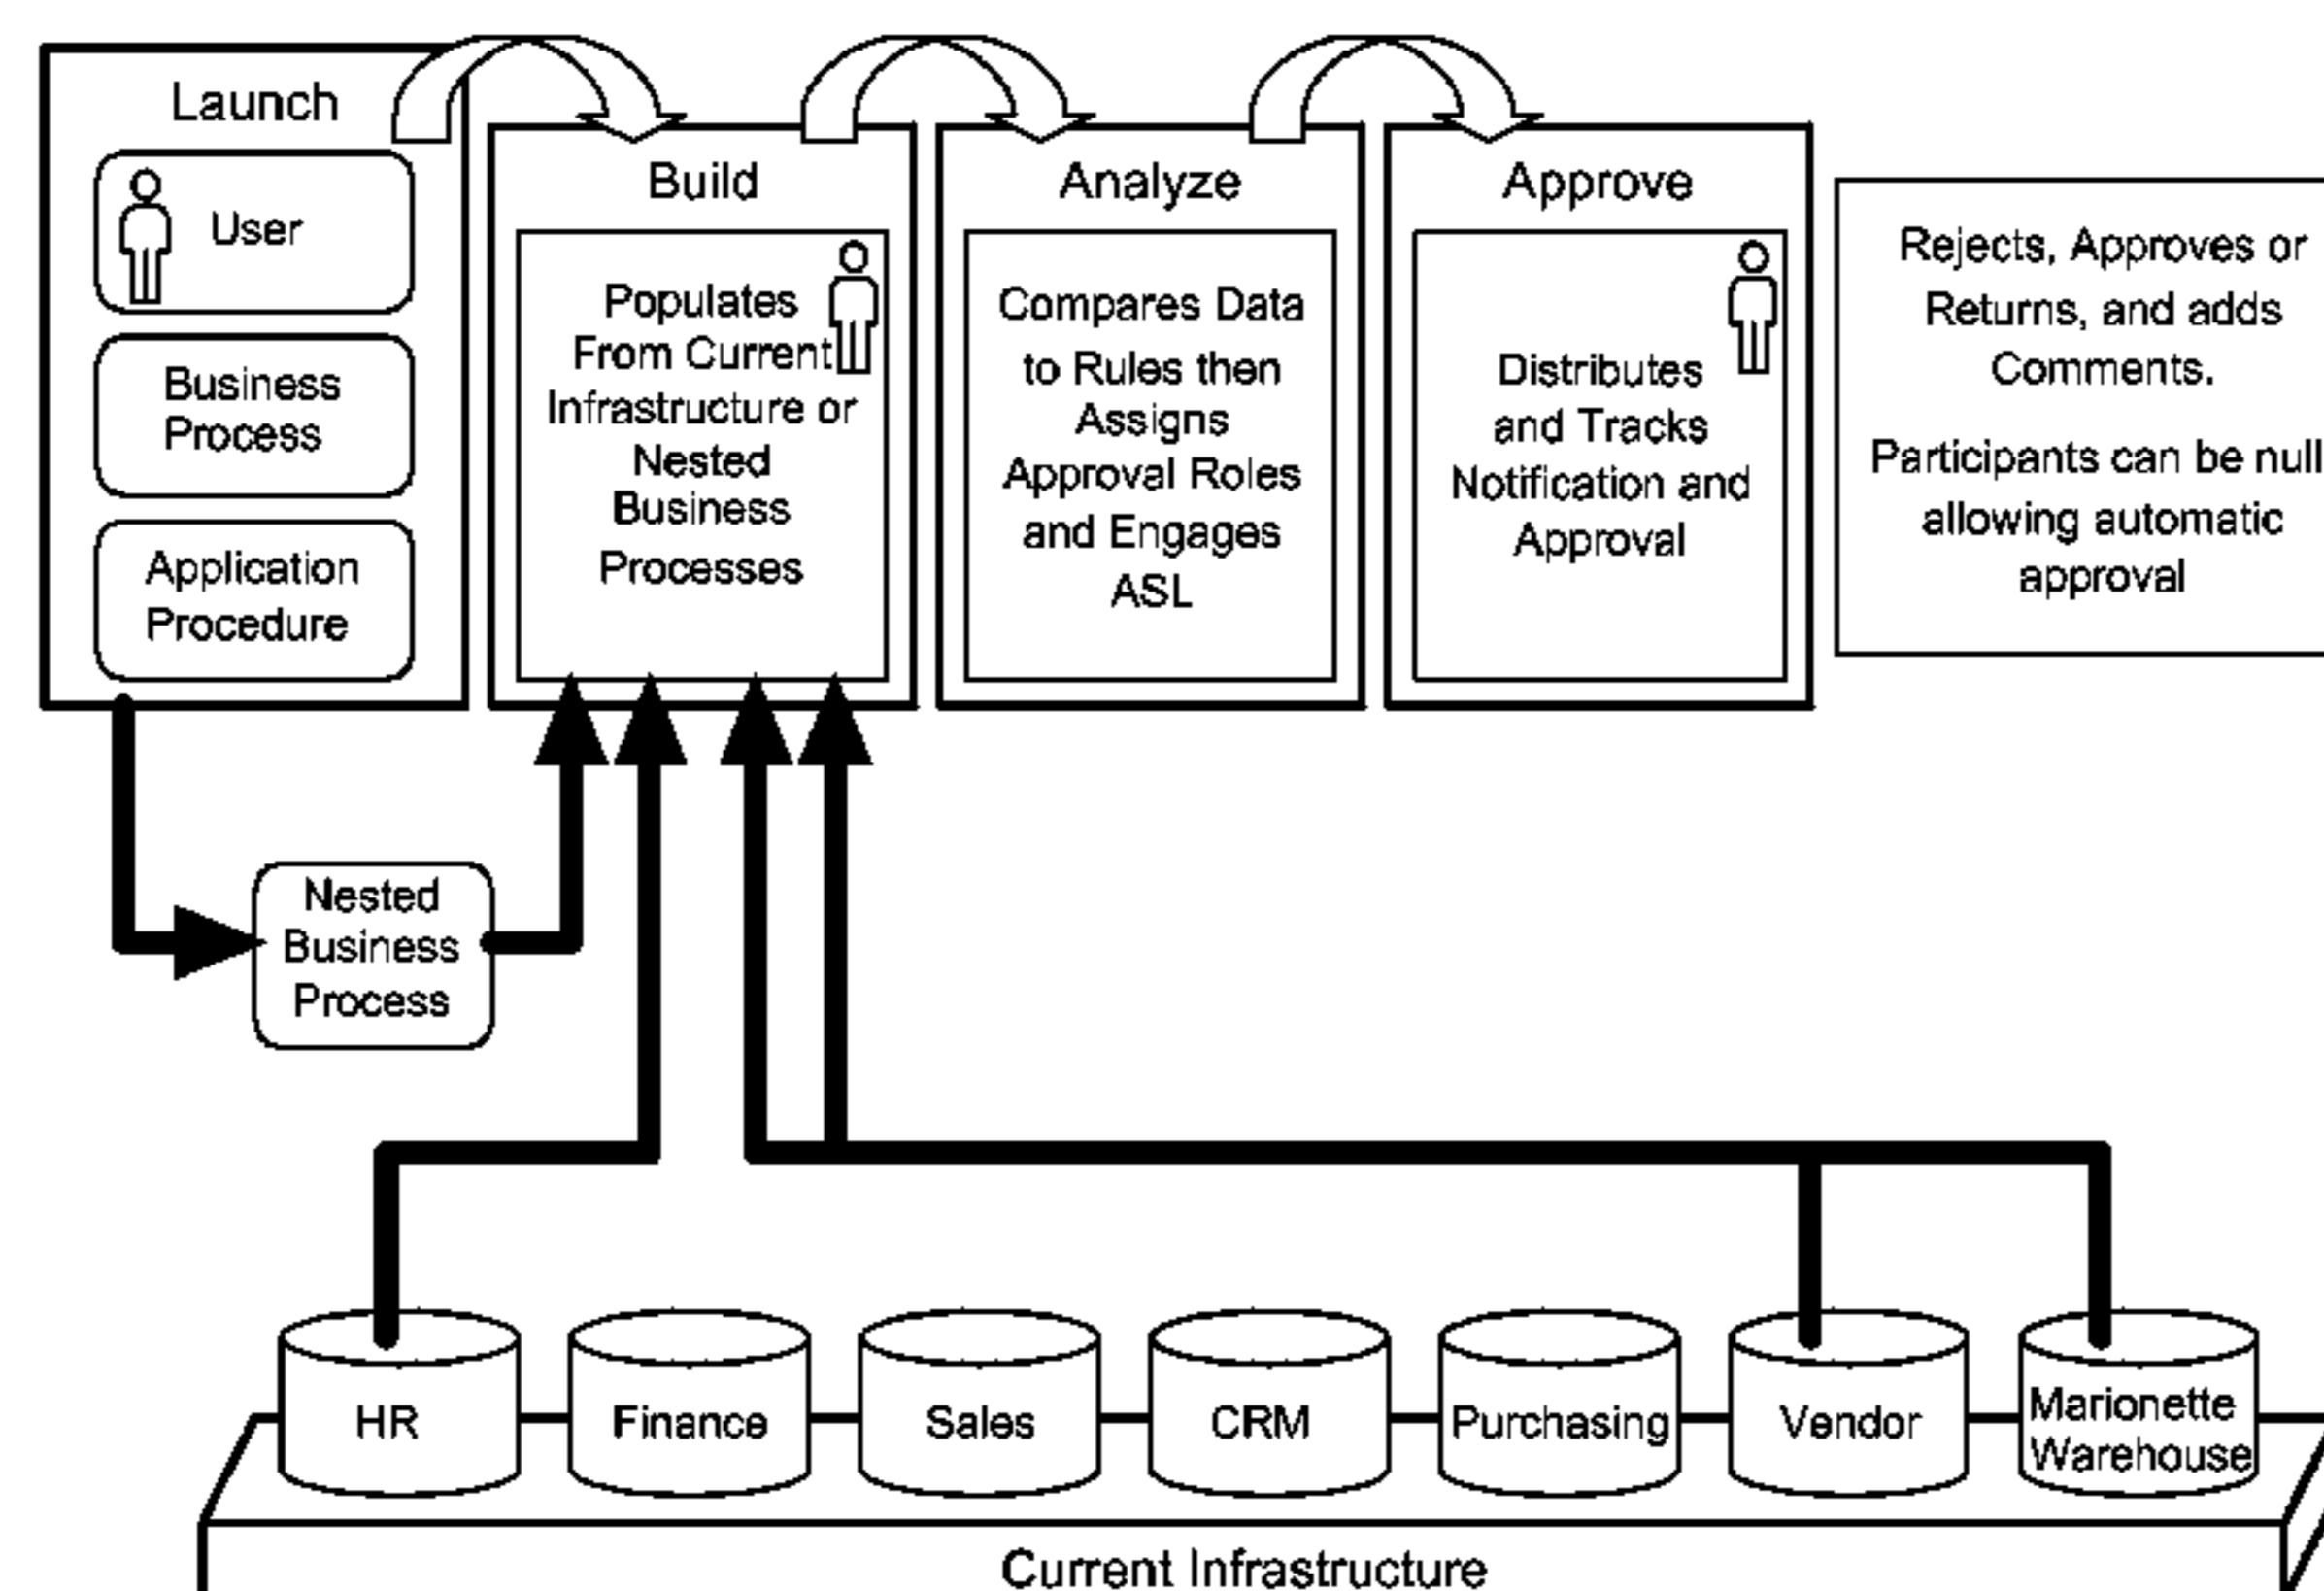 Launch
User
Business
Process
Application
Procedure
Build
Populates
From Current
Infrastructure or
Nested
Business
Processes
Analyze
Compares Data
to Rules then
Assigns
Approval Roles
and Engages
ASL
Approve
Distributes
and Tracks
Notification and
Approval
Rejects, Approves or
Returns, and adds
Comments.
Participants can be null
allowing automatic
approval
Nested
Business
Process
HR
Finance
Sales
CRM
Purchasing
Vendor
Marionette
Warehouse
Current Infrastructure